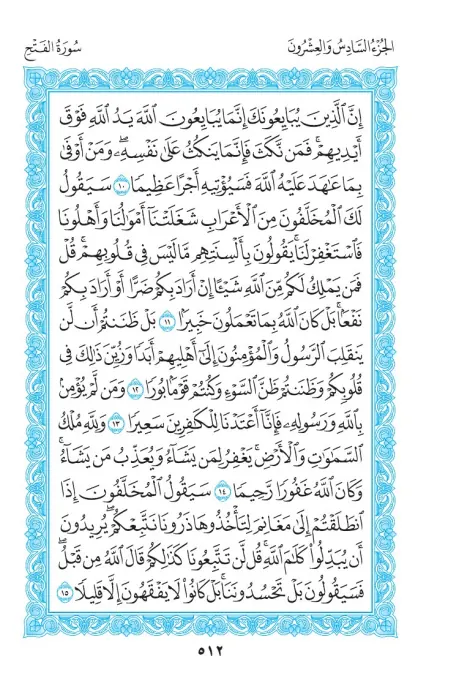 سُورَةُ الفَتْحِ
الجُزْءُ السَّادِسُ وَالعِشْرُونَ
إِنَّ ٱلَّذِينَ يُبَايِعُونَكَ إِنَّمَا يُبَايِعُونَ ٱللَّهَ يَدُ ٱللَّهِ فَوْقَ
أَيْدِيهِمْۚ فَمَن نَّكَثَ فَإِنَّمَا يَنكُثُ عَلَىٰ نَفْسِهِۦۖ وَمَنْ أَوْفَىٰ
بِمَا عَٰهَدَ عَلَيْهُ ٱللَّهَ فَسَيُؤْتِيهِ أَجْرًا عَظِيمًا ١٠ سَيَقُولُ
لَكَ ٱلْمُخَلَّفُونَ مِنَ ٱلْأَعْرَابِ شَغَلَتْنَآ أَمْوَٰلُنَا وَأَهْلُونَا
فَٱسْتَغْفِرْ لَنَاۚ يَقُولُونَ بِأَلْسِنَتِهِم مَّا لَيْسَ فِى قُلُوبِهِمْۚ قُلْ
فَمَن يَمْلِكُ لَكُم مِّنَ ٱللَّهِ شَيْـًٔا إِنْ أَرَادَ بِكُمْ ضَرًّا أَوْ أَرَادَ بِكُمْ
نَفْعًۢاۚ بَلْ كَانَ ٱللَّهُ بِمَا تَعْمَلُونَ خَبِيرًۢا ١١ بَلْ ظَنَنتُمْ أَن لَّن
يَنقَلِبَ ٱلرَّسُولُ وَٱلْمُؤْمِنُونَ إِلَىٰٓ أَهْلِيهِمْ أَبَدًا وَزُيِّنَ ذَٰلِكَ فِى
قُلُوبِكُمْ وَظَنَنتُمْ ظَنَّ ٱلسَّوْءِ وَكُنتُمْ قَوْمًۢا بُورًا ١٢ وَمَن لَّمْ يُؤْمِنۢ
بِٱللَّهِ وَرَسُولِهِۦ فَإِنَّآ أَعْتَدْنَا لِلْكَٰفِرِينَ سَعِيرًا ١٣ وَلِلَّهِ مُلْكُ
ٱلسَّمَٰوَٰتِ وَٱلْأَرْضِۚ يَغْفِرُ لِمَن يَشَآءُ وَيُعَذِّبُ مَن يَشَآءُۚ
وَكَانَ ٱللَّهُ غَفُورًا رَّحِيمًا ١٤ سَيَقُولُ ٱلْمُخَلَّفُونَ إِذَا
ٱنطَلَقْتُمْ إِلَىٰ مَغَانِمَ لِتَأْخُذُوهَا ذَرُونَا نَتَّبِعْكُمْۖ يُرِيدُونَ
أَن يُبَدِّلُوا۟ كَلَٰمَ ٱللَّهِۚ قُل لَّن تَتَّبِعُونَا كَذَٰلِكُمْ قَالَ ٱللَّهُ مِن قَبْلُۖ
فَسَيَقُولُونَ بَلْ تَحْسُدُونَنَاۚ بَلْ كَانُوا۟ لَا يَفْقَهُونَ إِلَّا قَلِيلًا ١٥
٥١٢